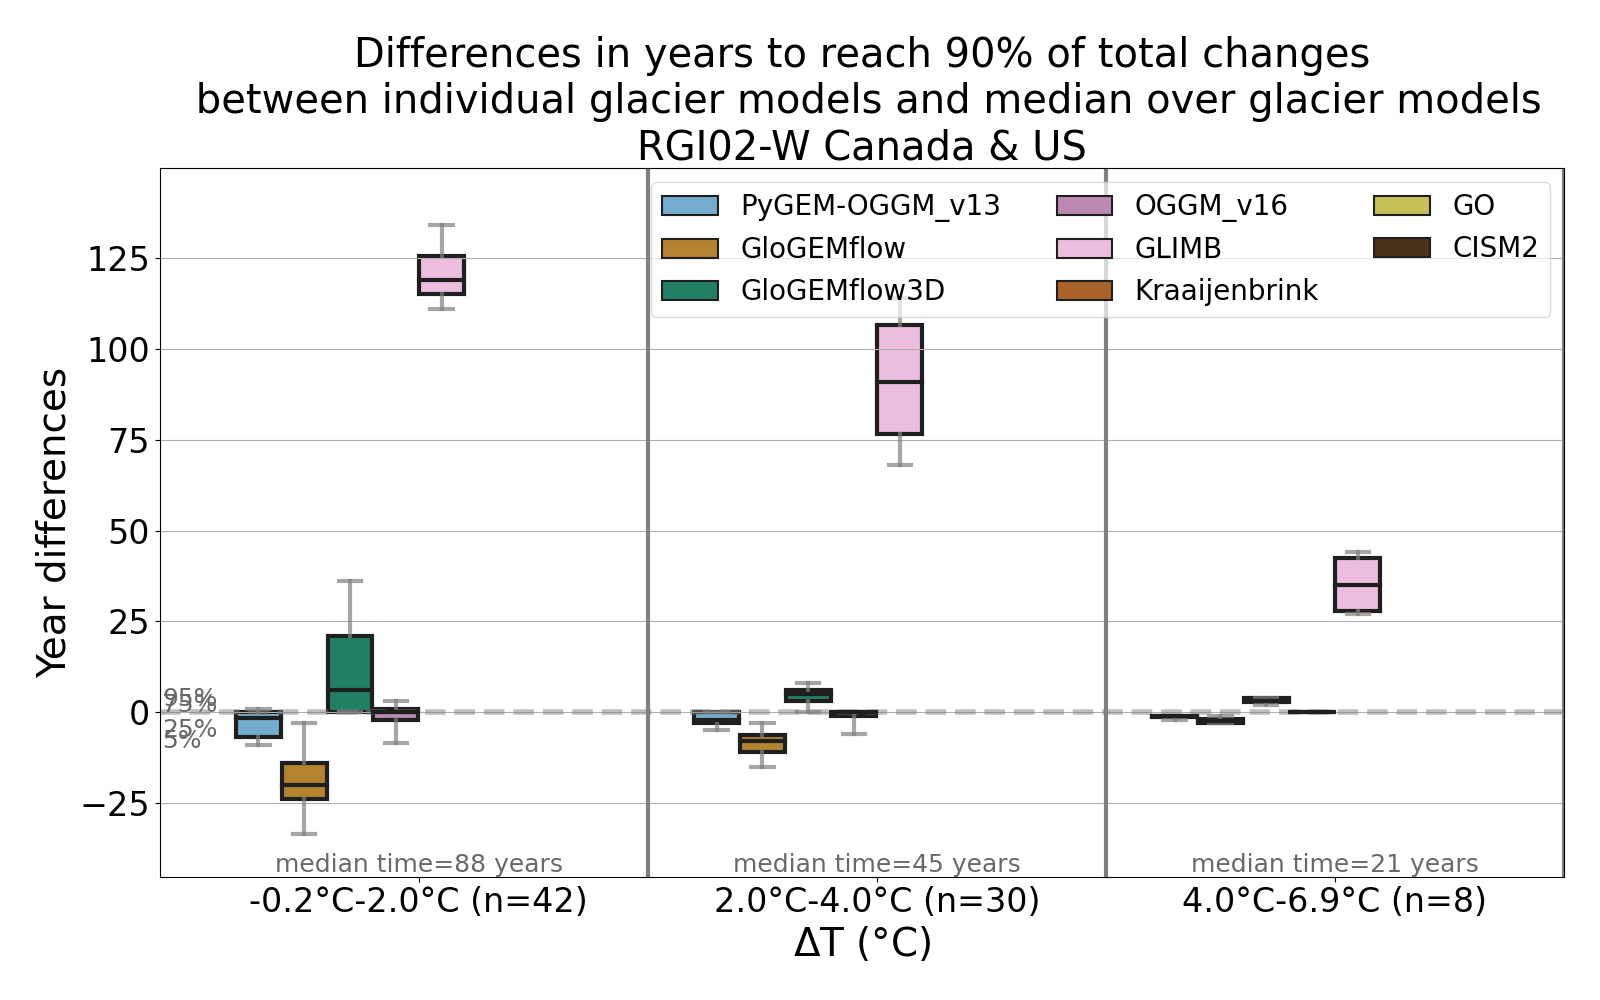 Differences in years to reach 90% of total changes
between individual glacier models and median over glacier models
RGI02-W Canada & US
PyGEM-OGGM_v13
GloGEMflow
GloGEMflow3D
OGGM_v16
GLIMB
Kraaijenbrink
GO
CISM2
Year differences
125
100
75
50
25
0
−25
95%
75%
25%
5%
median time=88 years
median time=45 years
median time=21 years
-0.2°C-2.0°C (n=42)
2.0°C-4.0°C (n=30)
4.0°C-6.9°C (n=8)
ΔT (°C)